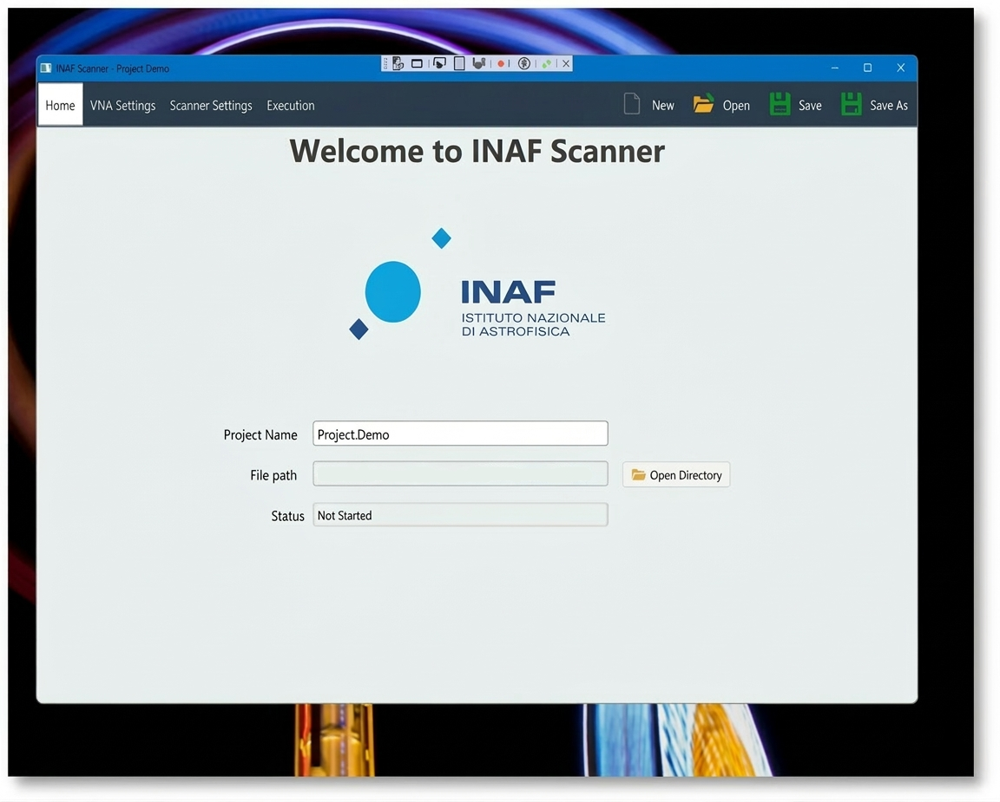 INAF Scanner - Project Demo
Home VNA Settings Scanner Settings Execution New Open Save Save As
Welcome to INAF Scanner
INAF
ISTITUTO NAZIONALE
DI ASTROFISICA
Project Name Project.Demo
File path Open Directory
Status Not Started